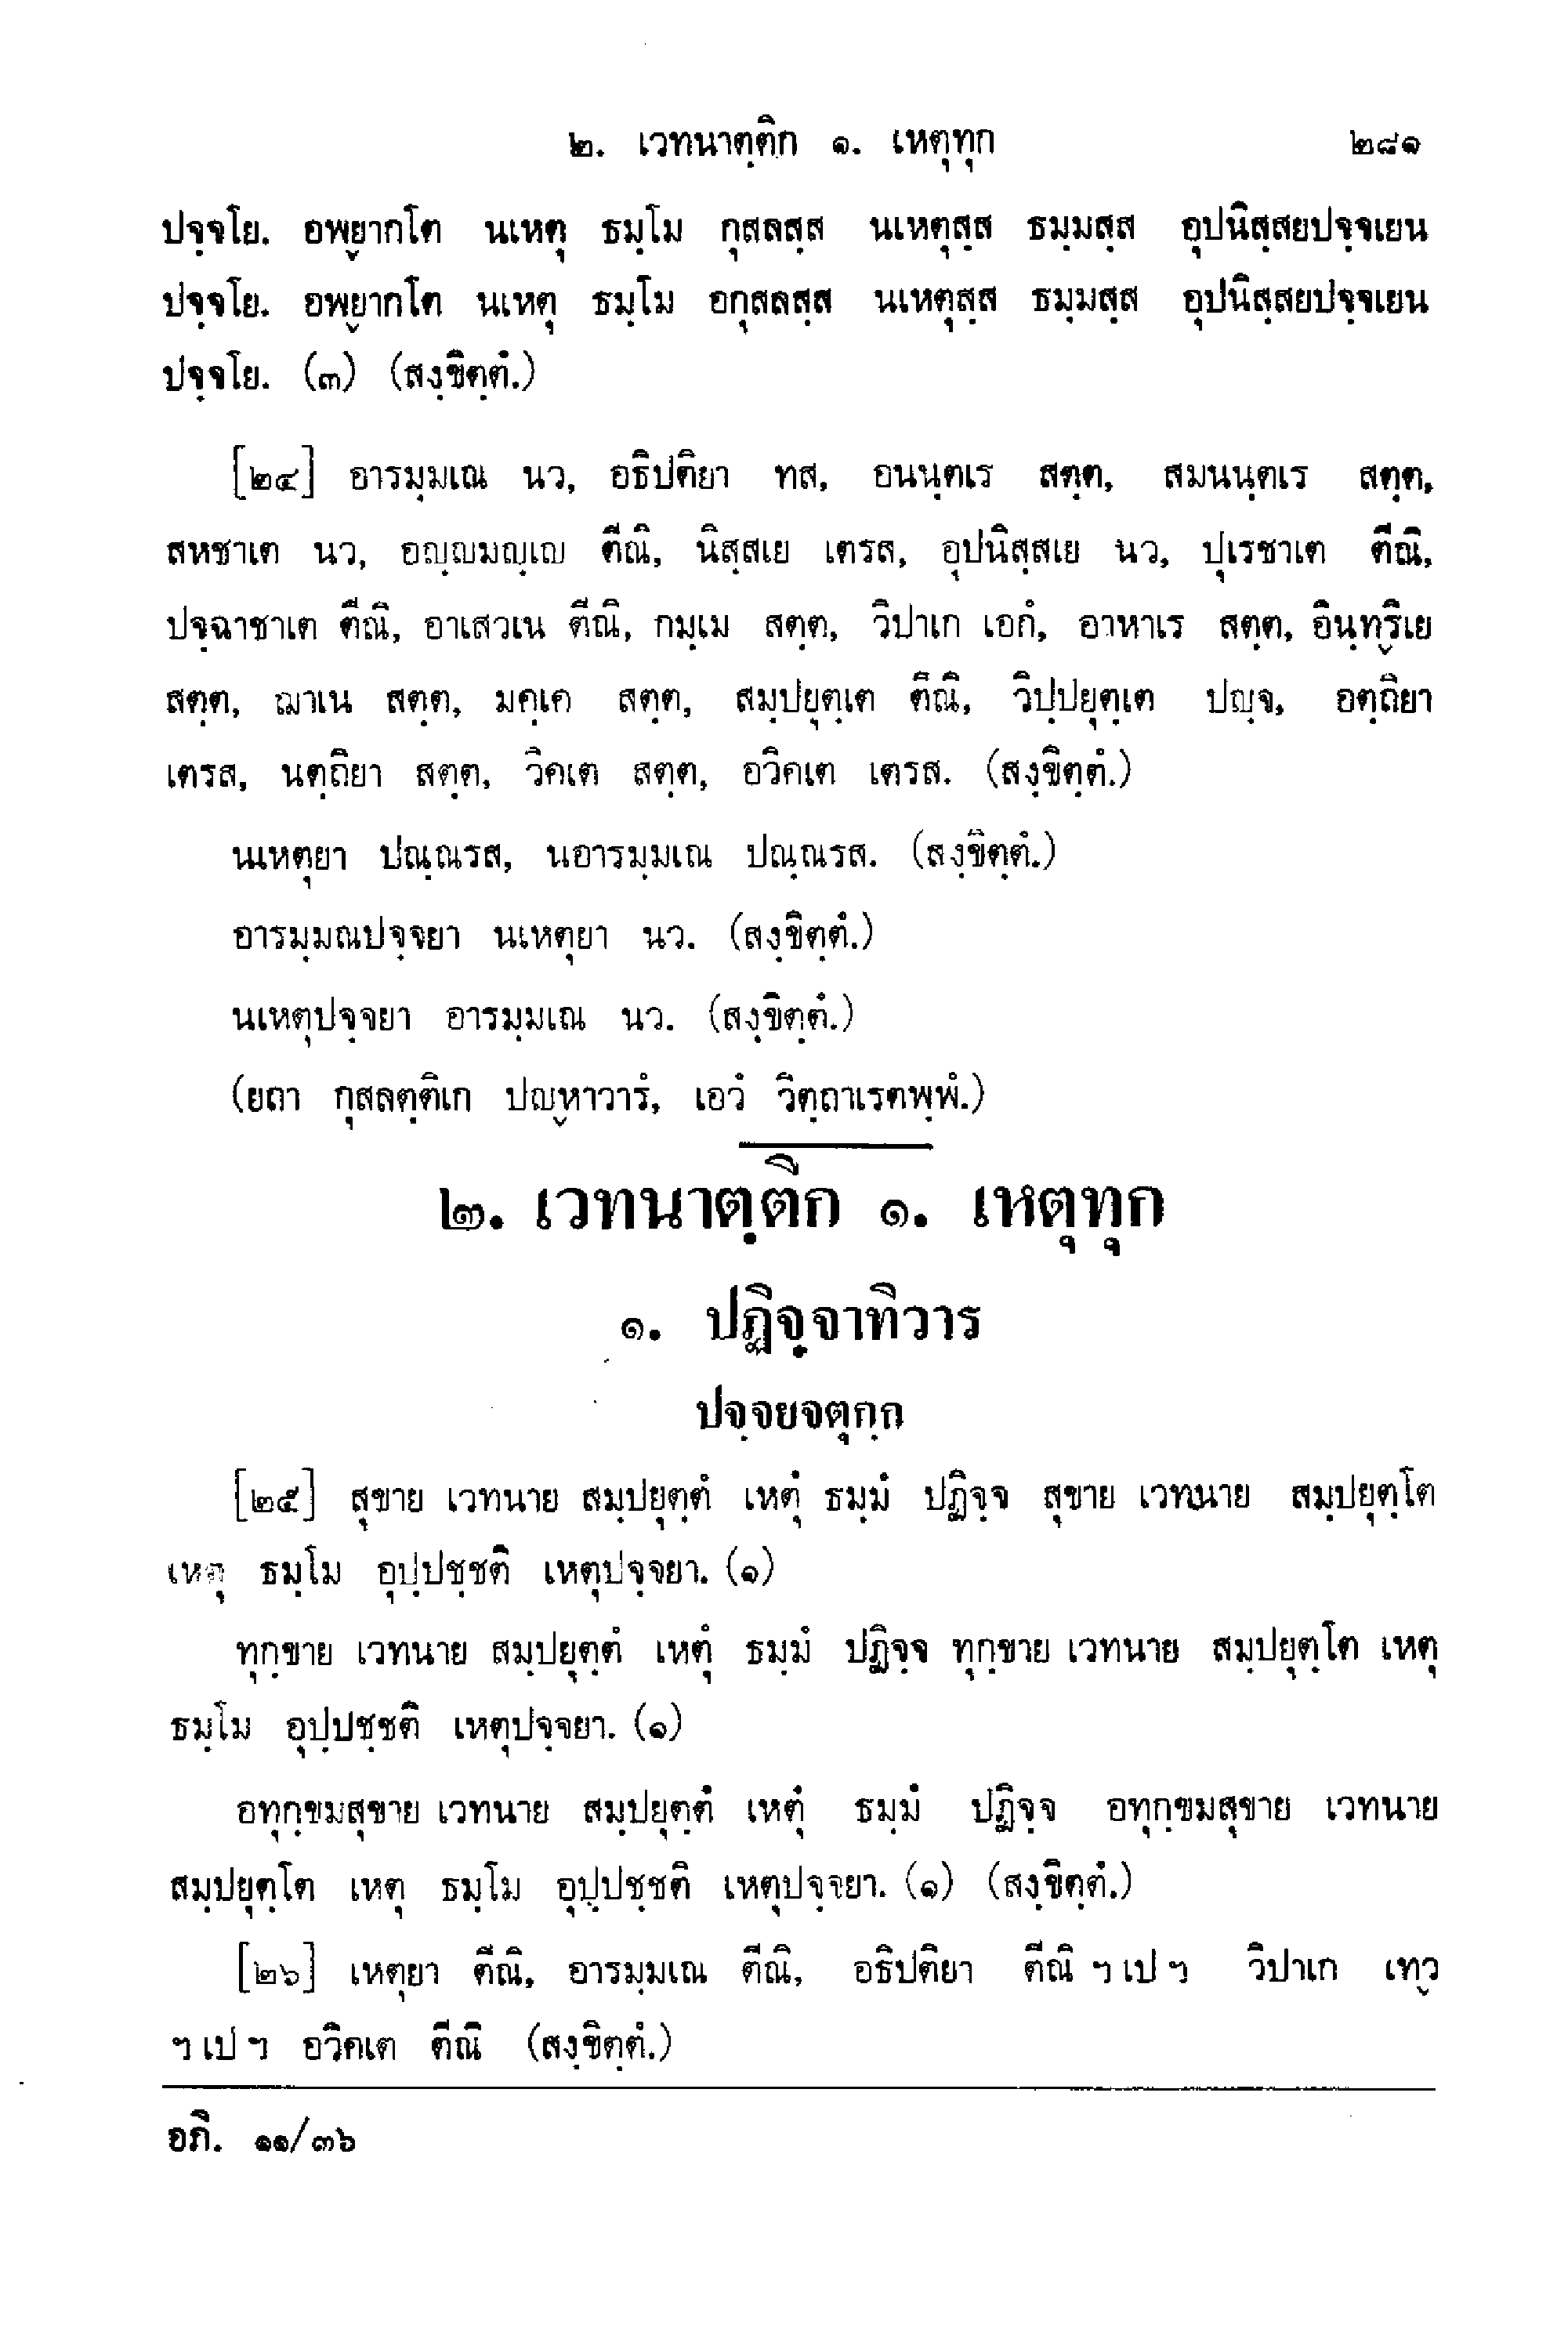 ๒. เวทนาตฺติก ๑. เหตุทุก ๒๘๑
ปจฺจโย. อพฺยากโต นเหตุ ธมฺโม กุสลสฺส นเหตุสฺส ธมฺมสฺส อุปนิสฺสยปจฺจเยน
ปจฺจโย. อพฺยากโต นเหตุ ธมฺโม อกุสลสฺส นเหตุสฺส ธมฺมสฺส อุปนิสฺสยปจฺจเยน
ปจฺจโย. (๓) (สงฺขิตฺตํ.)
[๒๔] อารมฺมเณ นว, อธิปติยา ทส, อนนฺตเร สตฺต, สมนนฺตเร สตฺต,
สหชาเต นว, อญฺญมญฺเญ ตีณิ, นิสฺสเย เตรส, อุปนิสฺสเย นว, ปุเรชาเต ตีณิ,
ปจฺฉาชาเต ตีณิ, อาเสวเน ตีณิ, กมฺเม สตฺต, วิปาเก เอกํ, อาหาเร สตฺต, อินฺทฺริเย
สตฺต, ฌาเน สตฺต, มคฺเค สตฺต, สมฺปยุตฺเต ตีณิ, วิปฺปยุตฺเต ปญฺจ, อตฺถิยา
เตรส, นตฺถิยา สตฺต, วิคเต สตฺต, อวิคเต เตรส. (สงฺขิตฺตํ.)
นเหตุยา ปณฺณรส, นอารมฺมเณ ปณฺณรส. (สงฺขิตฺตํ.)
อารมฺมณปจฺจยา นเหตุยา นว. (สงฺขิตฺตํ.)
นเหตุปจฺจยา อารมฺมเณ นว. (สงฺขิตฺตํ.)
(ยถา กุสลตฺติเก ปญฺหาวารํ, เอวํ วิตฺถาเรตพฺพํ.)
๒. เวทนาตฺติก ๑. เหตุทุก
๑. ปฏิจฺจาทิวาร
ปจฺจยจตุกฺก
[๒๕] สุขาย เวทนาย สมฺปยุตฺตํ เหตุํ ธมฺมํ ปฏิจฺจ สุขาย เวทนาย สมฺปยุตฺโต
เหตุ ธมฺโม อุปฺปชฺชติ เหตุปจฺจยา. (๑)
ทุกฺขาย เวทนาย สมฺปยุตฺตํ เหตุํ ธมฺมํ ปฏิจฺจ ทุกฺขาย เวทนาย สมฺปยุตฺโต เหตุ
ธมฺโม อุปฺปชฺชติ เหตุปจฺจยา. (๑)
อทุกฺขมสุขาย เวทนาย สมฺปยุตฺตํ เหตุํ ธมฺมํ ปฏิจฺจ อทุกฺขมสุขาย เวทนาย
สมฺปยุตฺโต เหตุ ธมฺโม อุปฺปชฺชติ เหตุปจฺจยา. (๑) (สงฺขิตฺตํ.)
[๒๖] เหตุยา ตีณิ, อารมฺมเณ ตีณิ, อธิปติยา ตีณิ ฯ เป ฯ วิปาเก เทฺว
ฯ เป ฯ อวิคเต ตีณิ (สงฺขิตฺตํ.)
อภิ. ๑๑/๓๖